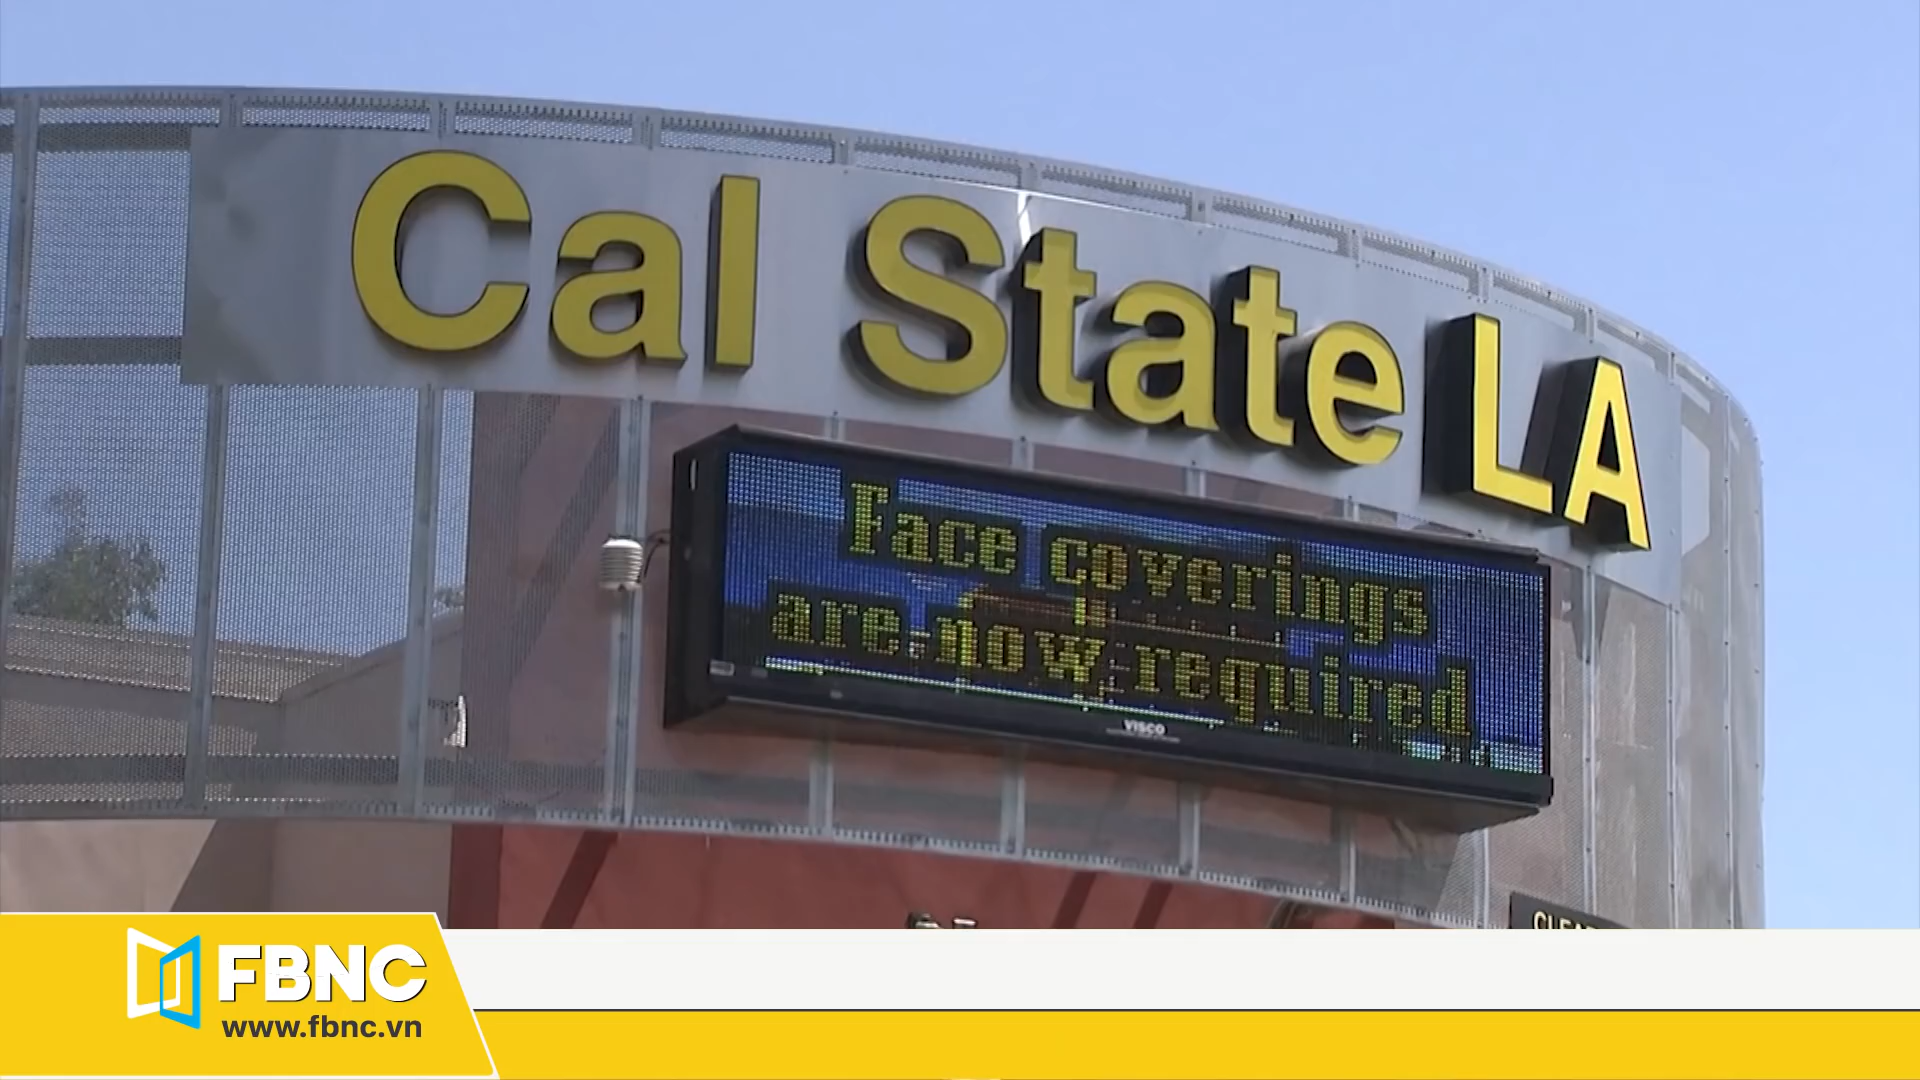 Cal State LA
Face coverings
are now required
VISCO
FBNC
www.fbnc.vn